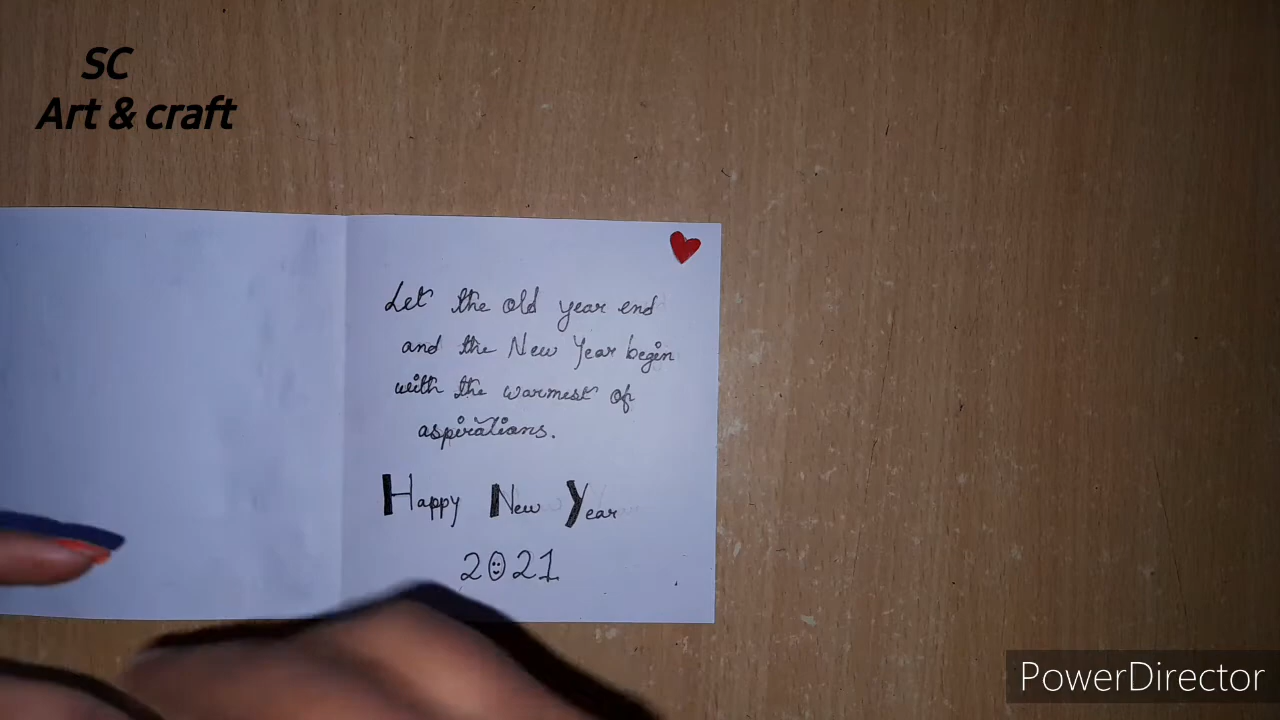 SC
Art & craft
Let the old year end
and the New Year begin
with the warmest of
aspirations.
Happy New Year
2021
PowerDirector